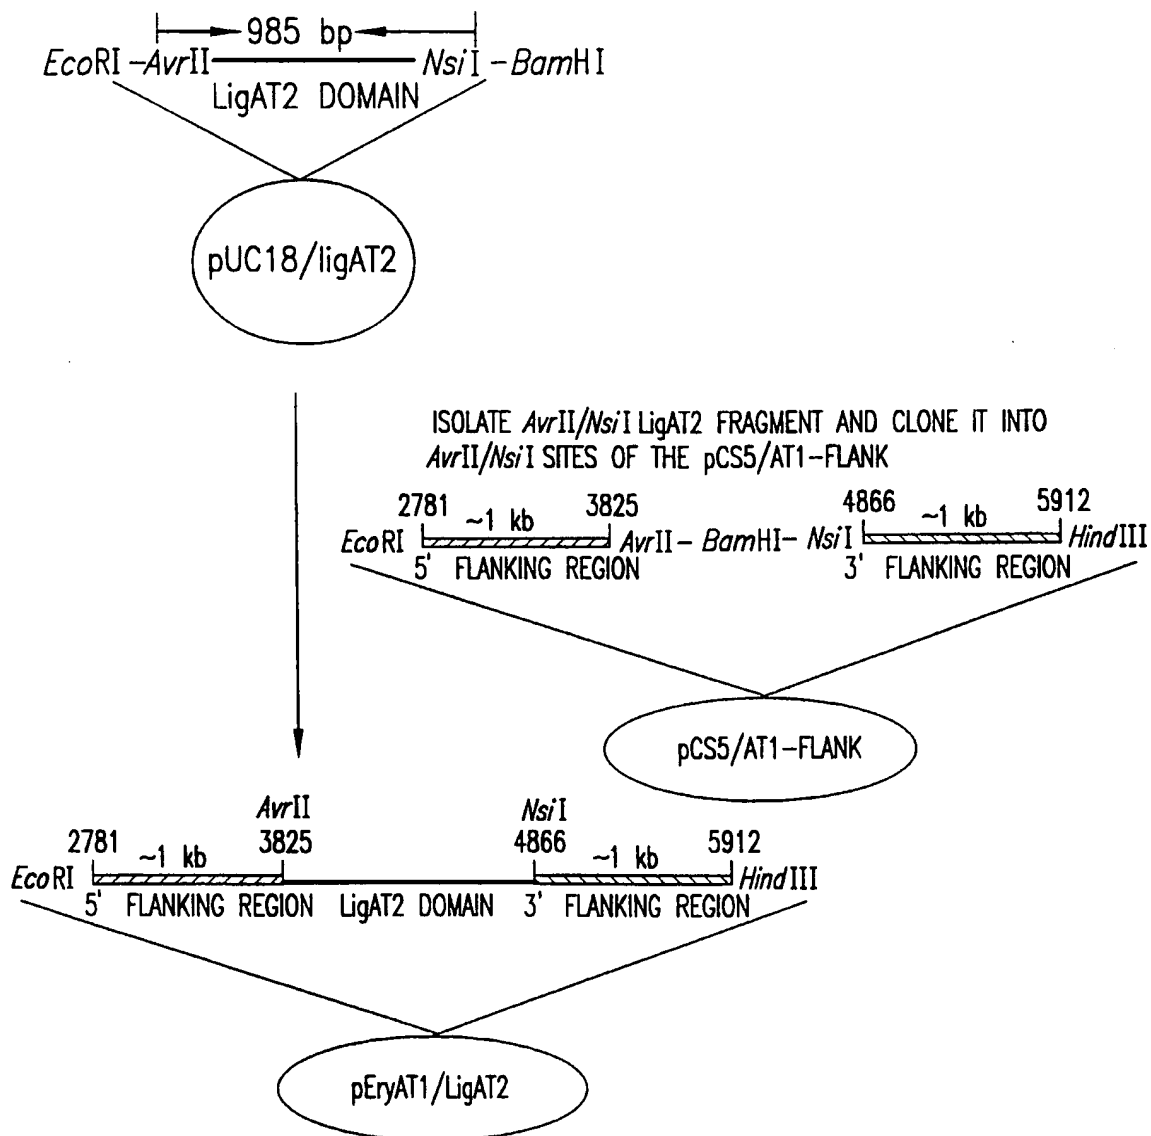 985 bp
EcoRI-AvrII NsiI-BamHI
LigAT2 DOMAIN
pUC18/ligAT2
ISOLATE AvrII/NsiI LigAT2 FRAGMENT AND CLONE IT INTO
AvrII/NsiI SITES OF THE pCS5/AT1-FLANK
2781 ~1 kb 3825 4866 ~1 kb 5912
EcoRI AvrII- BamHI- NsiI HindIII
5' FLANKING REGION 3' FLANKING REGION
pCS5/AT1-FLANK
AvrII NsiI
2781 ~1 kb 3825 4866 ~1 kb 5912
EcoRI HindIII
5' FLANKING REGION LigAT2 DOMAIN 3' FLANKING REGION
pEryAT1/LigAT2